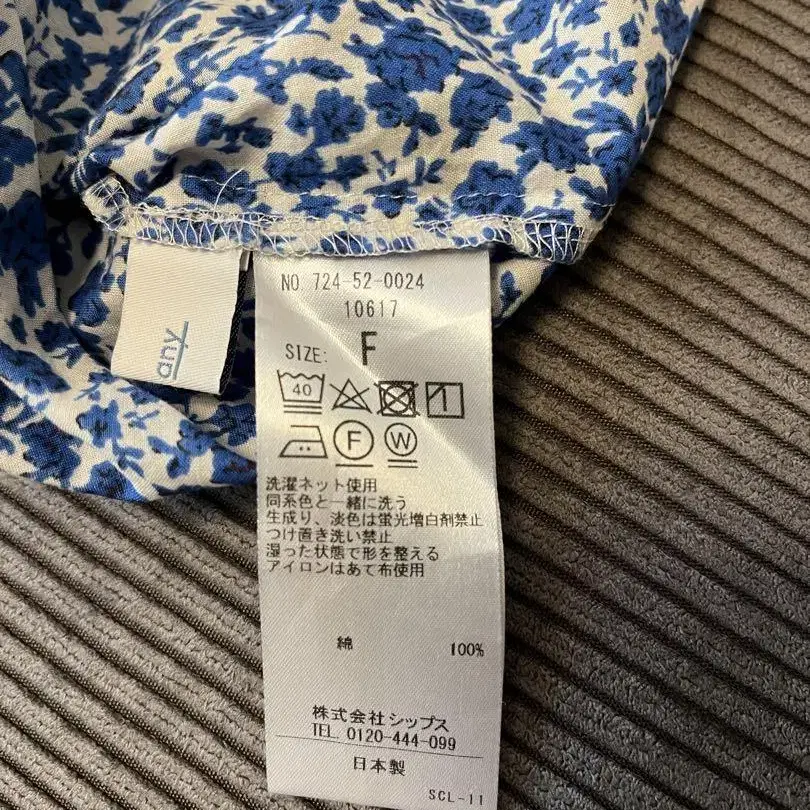 any
NO 724-52-0024
10617
SIZE: F
40
F W
洗濯ネット使用
同系色と一緒に洗う
生成り、淡色は蛍光増白剤禁止
つけ置き洗い禁止
湿った状態で形を整える
アイロンはあて布使用
綿 100%
株式会社シップス
TEL. 0120-444-099
日本製
SCL-11